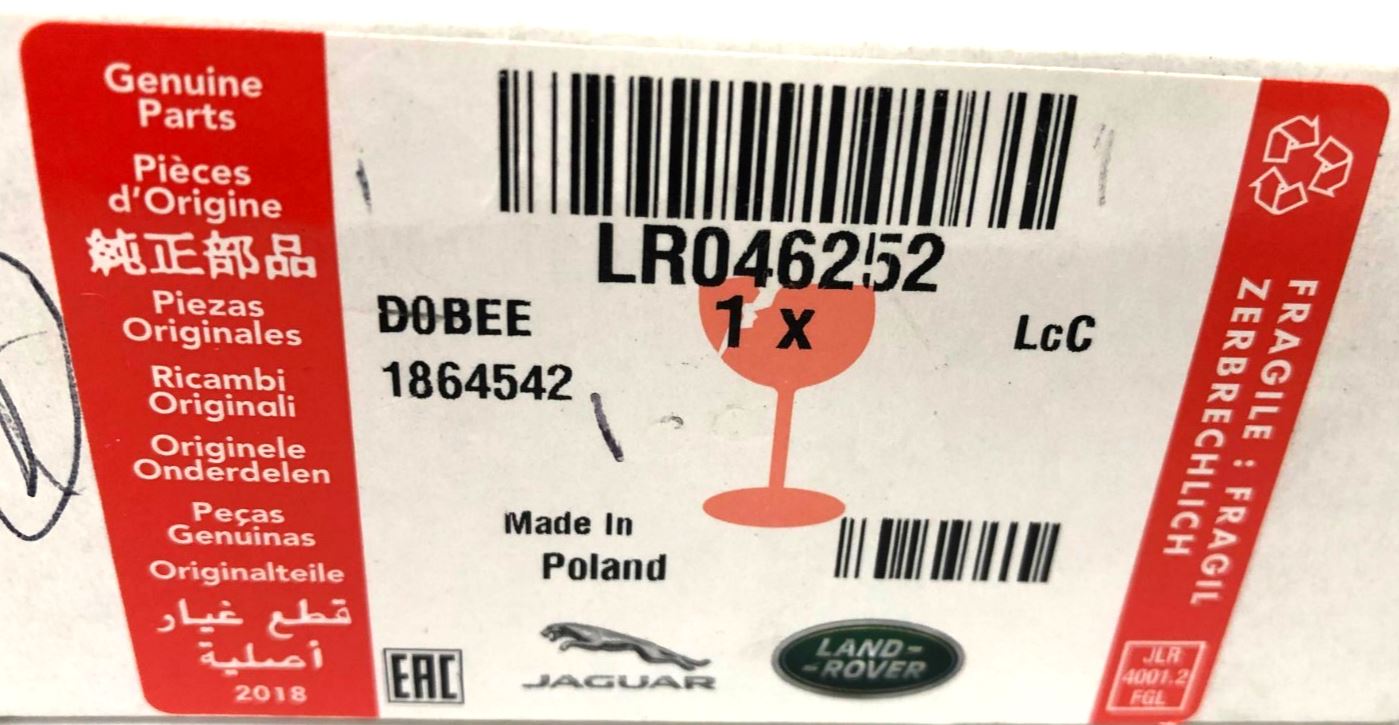 Genuine
Parts
Pièces
d'Origine
純正部品
Piezas
Originales
Ricambi
Originali
Originele
Onderdelen
Peças
Genuinas
Originalteile
قطع غيار
أصلية
2018
LR046252
1 x
D0BEE
LcC
1864542
Made In
Poland
EAC
JAGUAR
LAND-
-ROVER
FRAGILE : FRAGIL
ZERBRECHLICH
JLR
4001.2
FGL